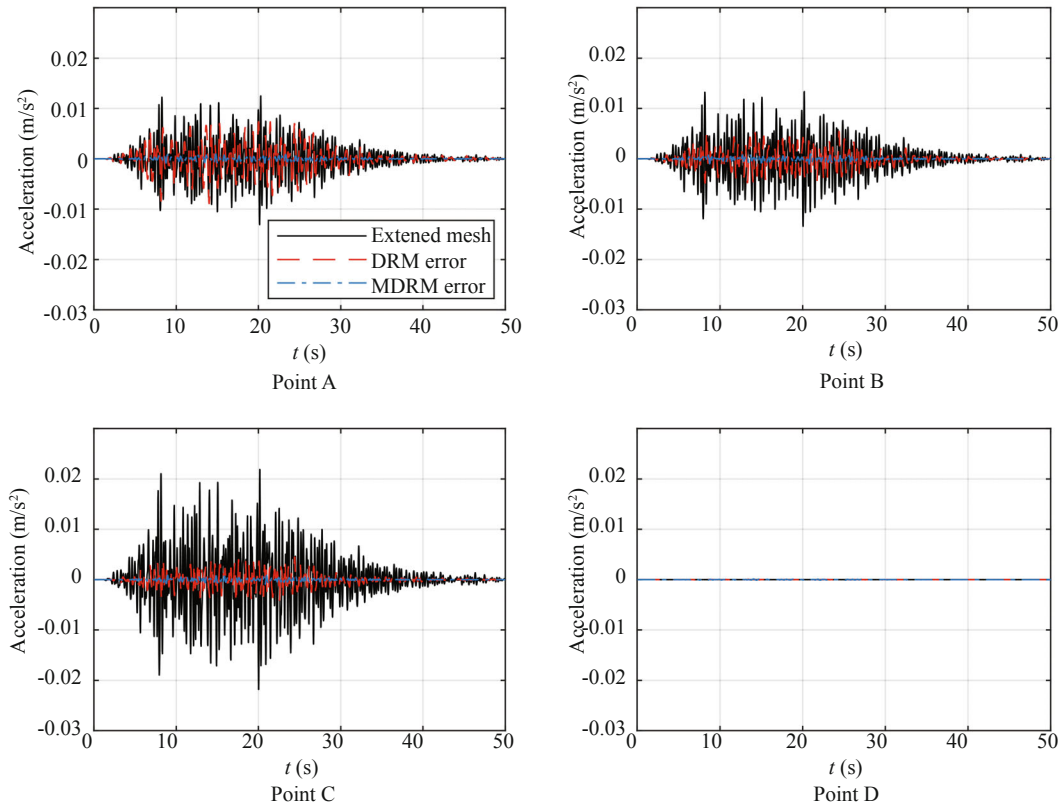 0.02
0.01
0
-0.01
-0.02
-0.03
Acceleration (m/s²)
Extened mesh
DRM error
MDRM error
0 10 20 30 40 50
t (s)
Point A
0.02
0.01
0
-0.01
-0.02
-0.03
Acceleration (m/s²)
0 10 20 30 40 50
t (s)
Point B
0.02
0.01
0
-0.01
-0.02
-0.03
Acceleration (m/s²)
0 10 20 30 40 50
t (s)
Point C
0.02
0.01
0
-0.01
-0.02
-0.03
Acceleration (m/s²)
0 10 20 30 40 50
t (s)
Point D